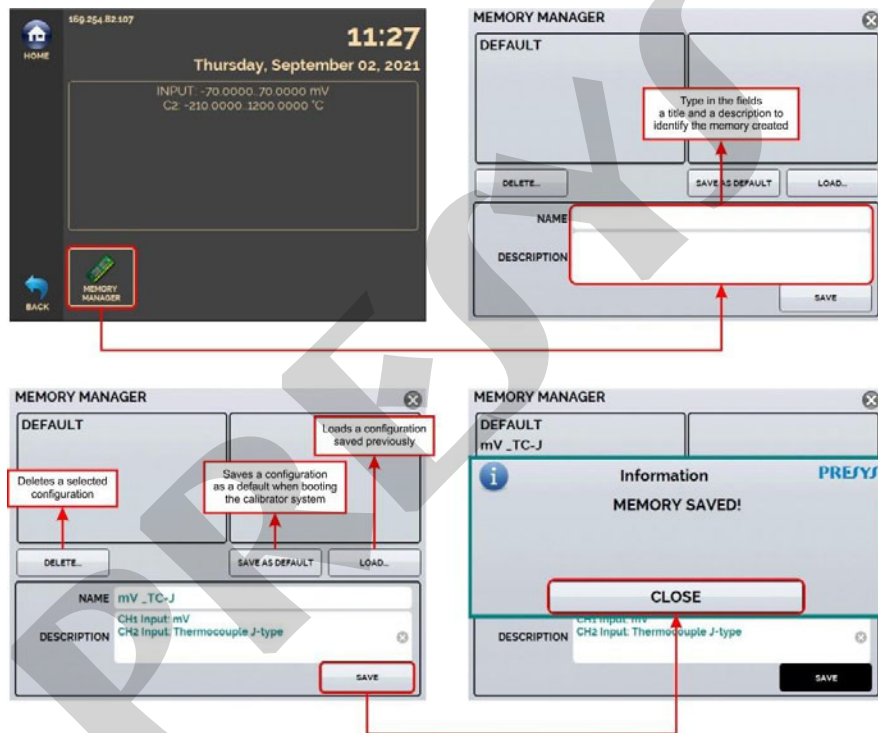 169.254.82.107
11:27
HOME
Thursday, September 02, 2021
INPUT: -70.0000..70.0000 mV
C2: -210.0000..1200.0000 °C
MEMORY
MANAGER
BACK
MEMORY MANAGER
DEFAULT
Type in the fields
a title and a description to
identify the memory created
DELETE...
SAVE AS DEFAULT
LOAD...
NAME
DESCRIPTION
SAVE
MEMORY MANAGER
DEFAULT
Loads a configuration
saved previously
Deletes a selected
configuration
Saves a configuration
as a default when booting
the calibrator system
DELETE...
SAVE AS DEFAULT
LOAD...
NAME mV _TC-J
CH1 Input: mV
DESCRIPTION CH2 Input: Thermocouple J-type
SAVE
MEMORY MANAGER
DEFAULT
mV _TC-J
Information
PRESYS
MEMORY SAVED!
CLOSE
CH1 Input: mV
DESCRIPTION CH2 Input: Thermocouple J-type
SAVE
PRESYS